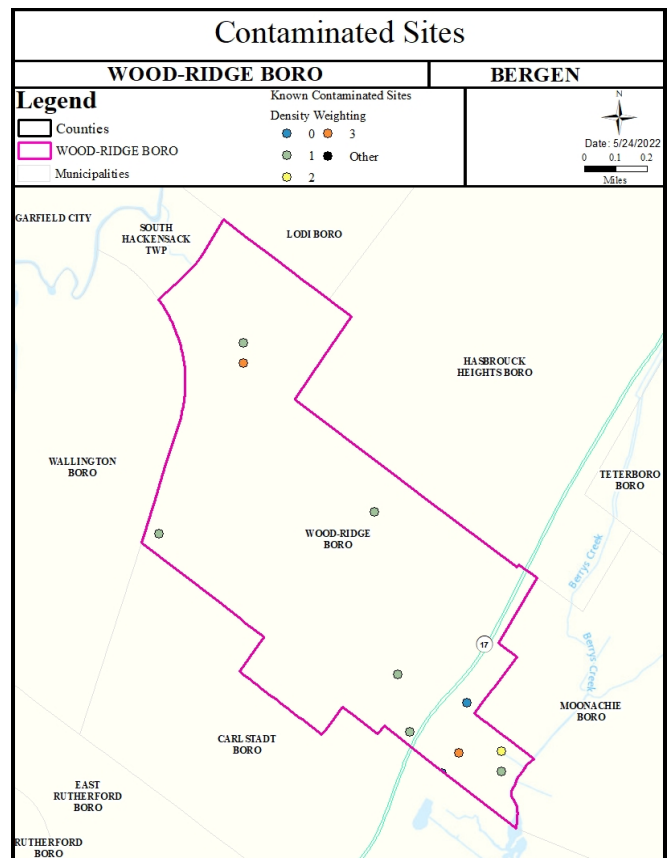 Contaminated Sites
WOOD-RIDGE BORO
BERGEN
Legend
Counties
WOOD-RIDGE BORO
Municipalities
Known Contaminated Sites
Density Weighting
0
3
1
Other
2
N
Date: 5/24/2022
0 0.1 0.2
Miles
GARFIELD CITY
SOUTH
HACKENSACK
TWP
LODI BORO
HASBROUCK
HEIGHTS BORO
WALLINGTON
BORO
TETERBORO
BORO
WOOD-RIDGE
BORO
Berrys Creek
17
Berrys Creek
MOONACHIE
BORO
CARLSTADT
BORO
EAST
RUTHERFORD
BORO
RUTHERFORD
BORO